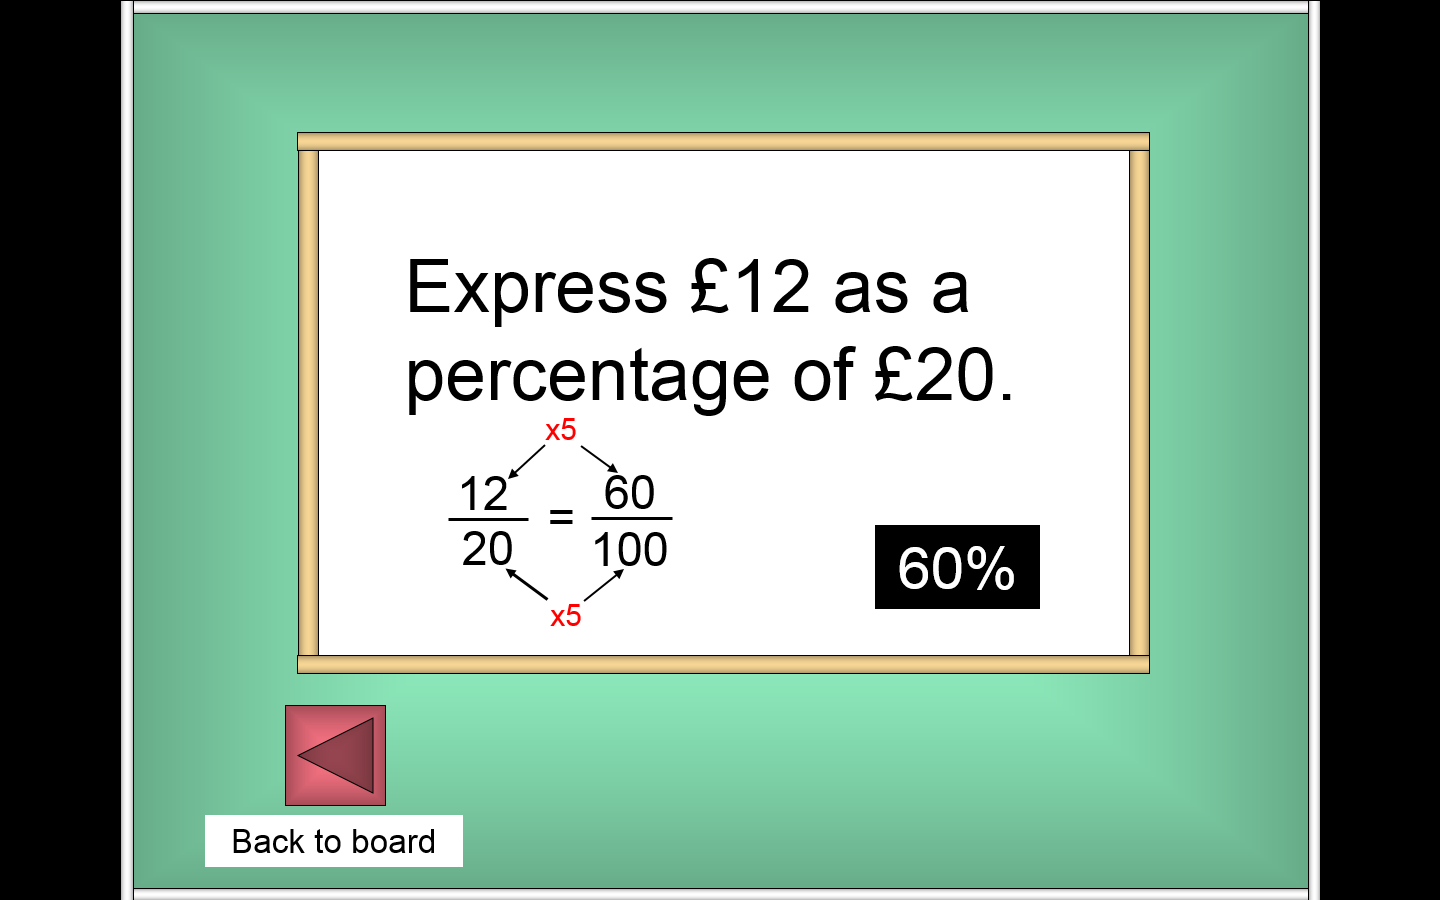 Express £12 as a
percentage of £20.
x5
12 = 60
20 100
x5
60%
Back to board